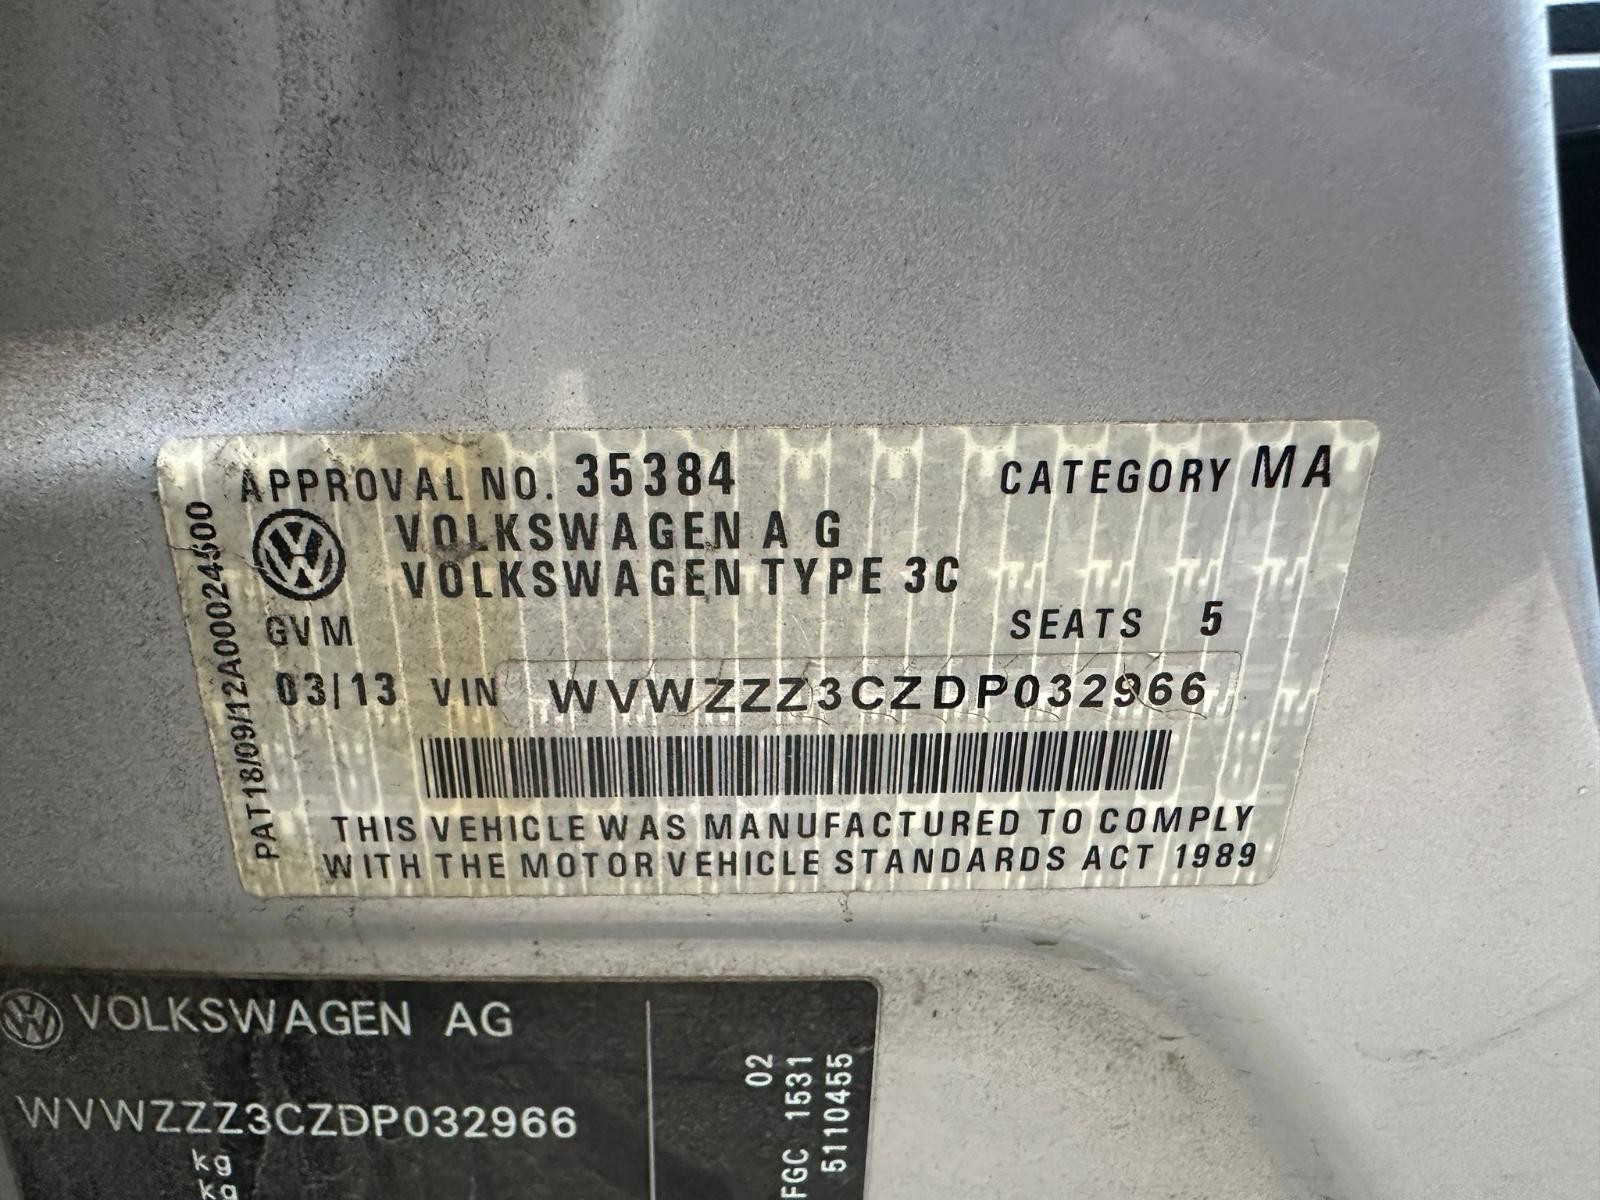 APPROVAL NO. 35384 CATEGORY MA
VOLKSWAGEN A G
VOLKSWAGEN TYPE 3C
GVM SEATS 5
03/13 VIN WVWZZZ3CZDP032966
THIS VEHICLE WAS MANUFACTURED TO COMPLY
WITH THE MOTOR VEHICLE STANDARDS ACT 1989
PAT18/09/12A00024500
VOLKSWAGEN AG
WVWZZZ3CZDP032966
kg
kg
02
FGC 1531
5110455